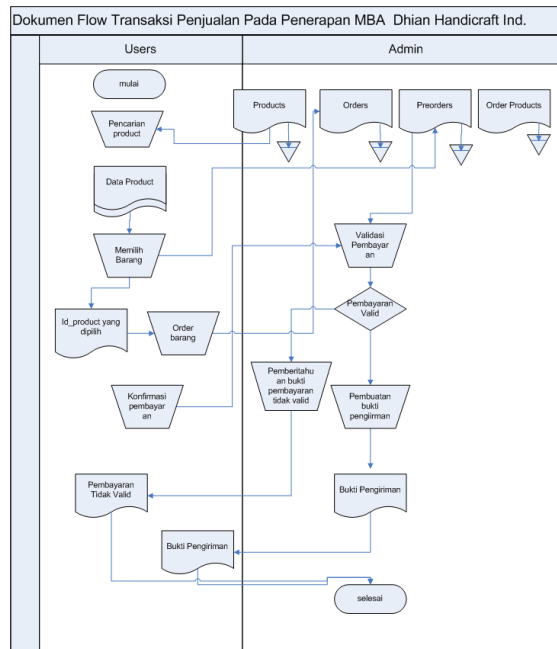 Dokumen Flow Transaksi Penjualan Pada Penerapan MBA Dhian Handicraft Ind.
Users
Admin
mulai
Products
Orders
Preorders
Order Products
Pencarian
product
Data Product
Memilih
Barang
Validasi
Pembayar
an
Id_product yang
dipilih
Order
barang
Pembayaran
Valid
Konfirmasi
pembayar
an
Pemberitahu
an bukti
pembayaran
tidak valid
Pembuatan
bukti
pengiirman
Pembayaran
Tidak Valid
Bukti Pengiriman
Bukti Pengiriman
selesai